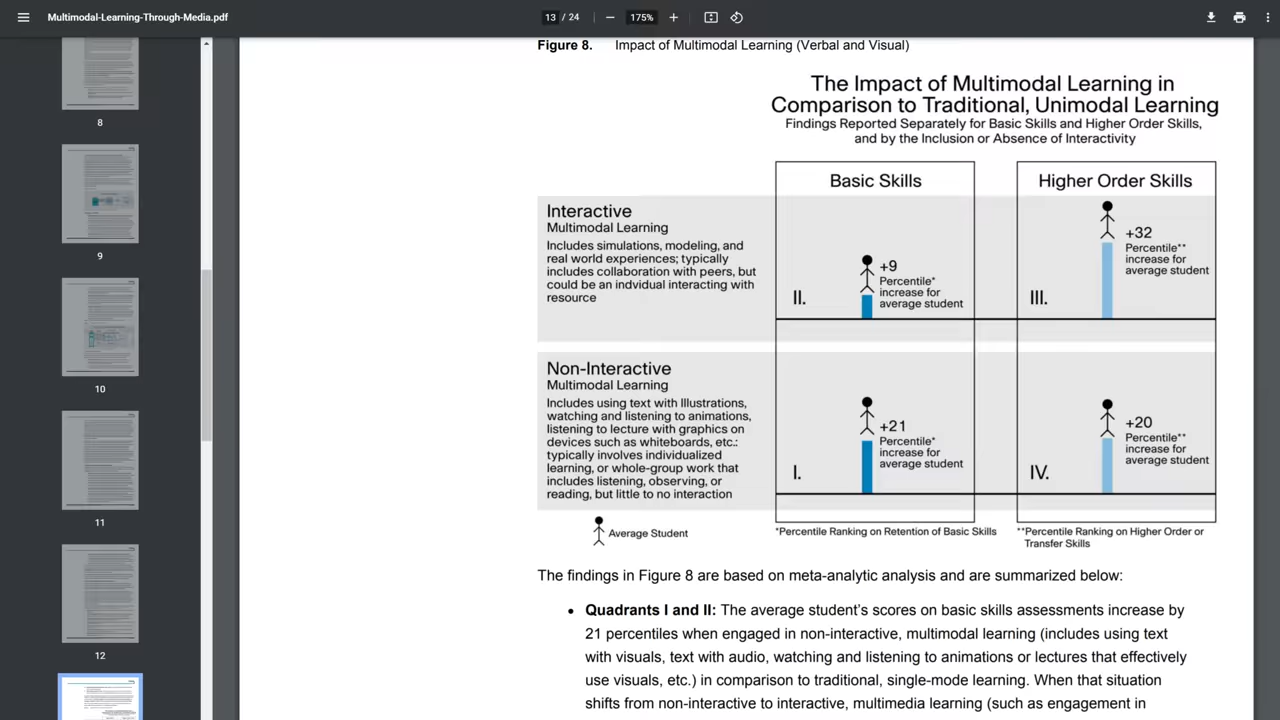 Multimodal-Learning-Through-Media.pdf
13 / 24
175%
8
9
10
11
12
Figure 8. Impact of Multimodal Learning (Verbal and Visual)
The Impact of Multimodal Learning in
Comparison to Traditional, Unimodal Learning
Findings Reported Separately for Basic Skills and Higher Order Skills,
and by the Inclusion or Absence of Interactivity
Basic Skills
Higher Order Skills
Interactive
Multimodal Learning
Includes simulations, modeling, and
real world experiences; typically
includes collaboration with peers, but
could be an indvidual interacting with
resource
II.
+9
Percentile*
increase for
average student
III.
+32
Percentile**
increase for
average student
Non-Interactive
Multimodal Learning
Includes using text with Illustrations,
watching and listening to animations,
listening to lecture with graphics on
devices such as whiteboards, etc.:
typically involves individualized
learning, or whole-group work that
includes listening, observing, or
reading, but little to no interaction
I.
+21
Percentile*
increase for
average student
IV.
+20
Percentile**
increase for
average student
Average Student
*Percentile Ranking on Retention of Basic Skills
**Percentile Ranking on Higher Order or
Transfer Skills
The findings in Figure 8 are based on meta-analytic analysis and are summarized below:
• Quadrants I and II: The average student’s scores on basic skills assessments increase by
21 percentiles when engaged in non-interactive, multimodal learning (includes using text
with visuals, text with audio, watching and listening to animations or lectures that effectively
use visuals, etc.) in comparison to traditional, single-mode learning. When that situation
shifts from non-interactive to interactive, multimedia learning (such as engagement in